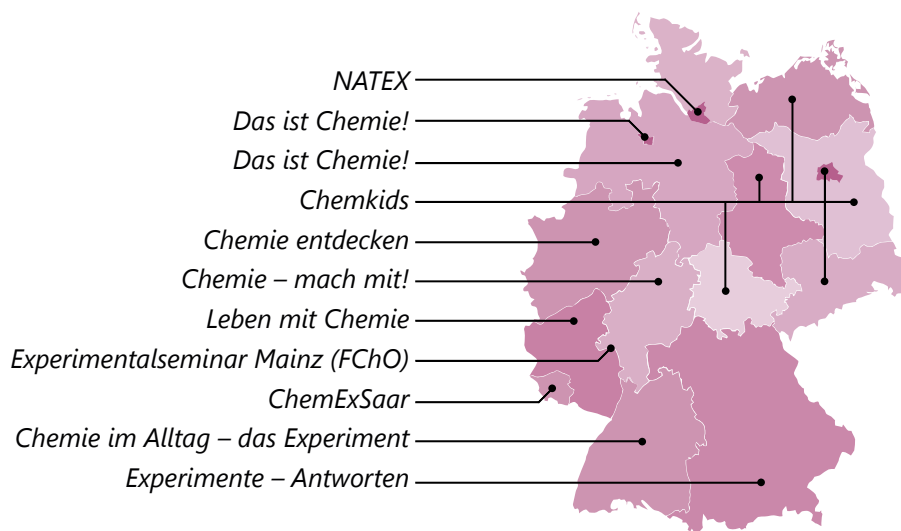 NATEX
Das ist Chemie!
Das ist Chemie!
Chemkids
Chemie entdecken
Chemie – mach mit!
Leben mit Chemie
Experimentalseminar Mainz (FChO)
ChemExSaar
Chemie im Alltag – das Experiment
Experimente – Antworten